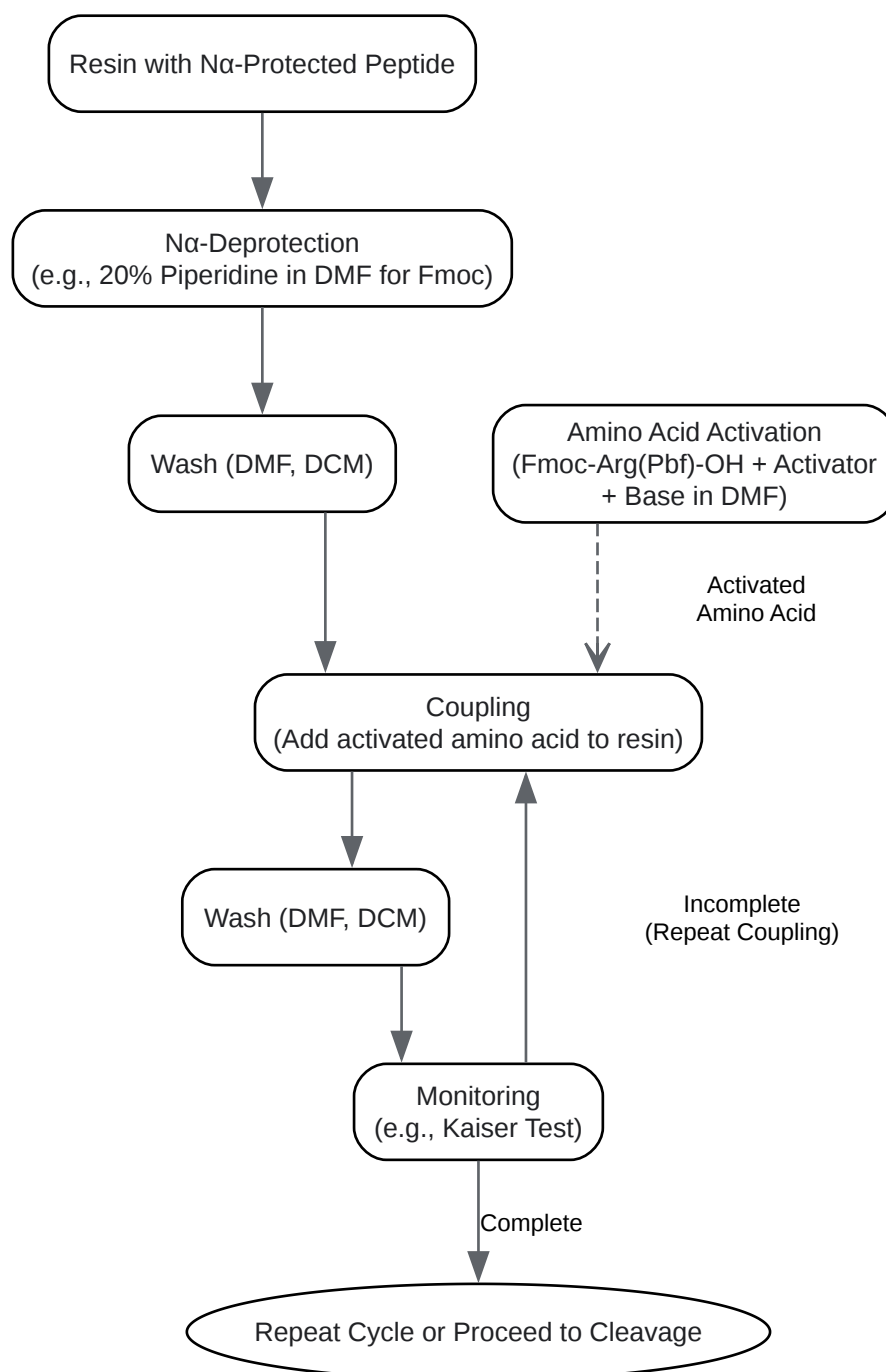 Resin with Nα-Protected Peptide
Nα-Deprotection
(e.g., 20% Piperidine in DMF for Fmoc)
Wash (DMF, DCM)
Amino Acid Activation
(Fmoc-Arg(Pbf)-OH + Activator
+ Base in DMF)
Activated
Amino Acid
Coupling
(Add activated amino acid to resin)
Wash (DMF, DCM)
Incomplete
(Repeat Coupling)
Monitoring
(e.g., Kaiser Test)
Complete
Repeat Cycle or Proceed to Cleavage